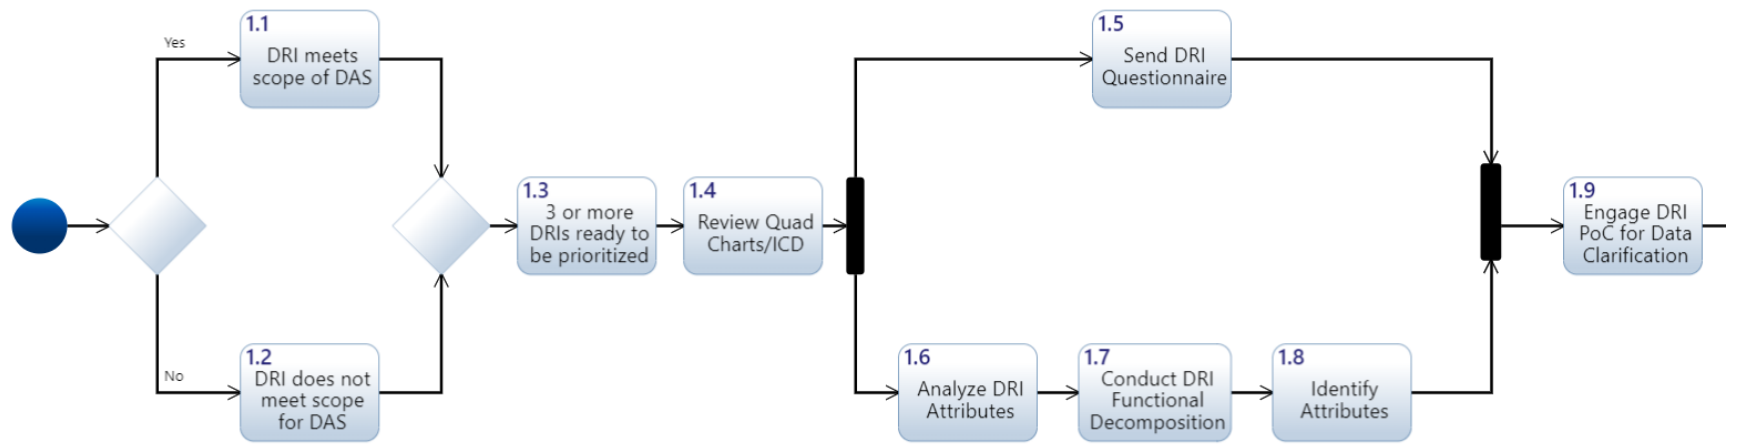 Yes
1.1
DRI meets
scope of DAS
No
1.2
DRI does not
meet scope
for DAS
1.3
3 or more
DRIs ready to
be prioritized
1.4
Review Quad
Charts/ICD
1.5
Send DRI
Questionnaire
1.6
Analyze DRI
Attributes
1.7
Conduct DRI
Functional
Decomposition
1.8
Identify
Attributes
1.9
Engage DRI
PoC for Data
Clarification